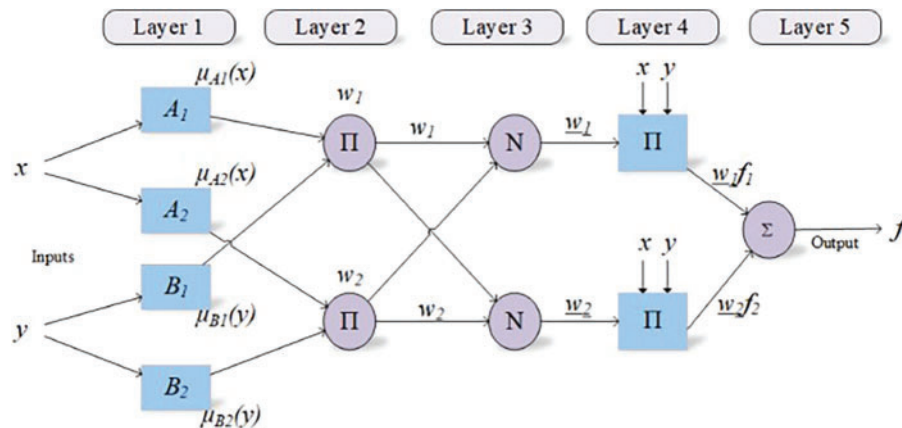 Layer 1 Layer 2 Layer 3 Layer 4 Layer 5
μA1(x) x y
A1 w1 w1 N w1 Π
Π
x
μA2(x) w1f1
A2
Σ Output f
Inputs
B1 w2 x y
μB1(y)
y Π w2 N w2 Π w2f2
B2
μB2(y)